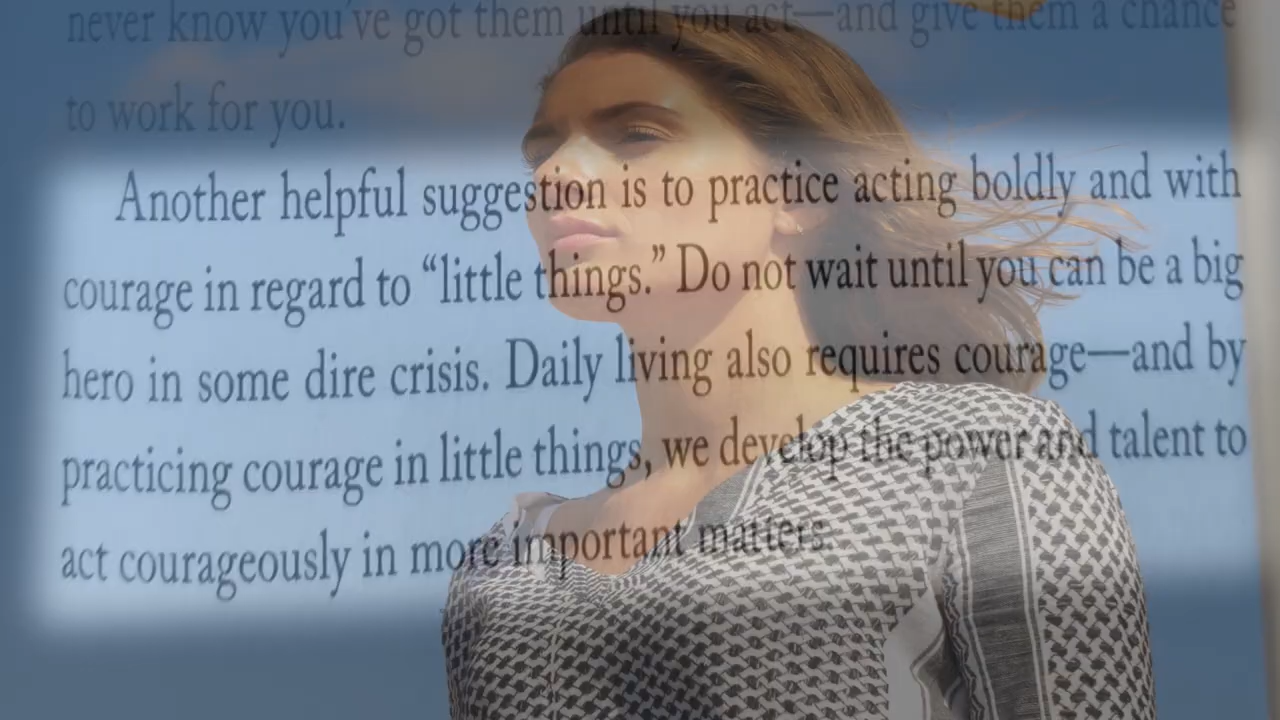 never know you've got them until you act—and give them a chance
to work for you.
Another helpful suggestion is to practice acting boldly and with
courage in regard to “little things.” Do not wait until you can be a big
hero in some dire crisis. Daily living also requires courage—and by
practicing courage in little things, we develop the power and talent to
act courageously in more important matters.